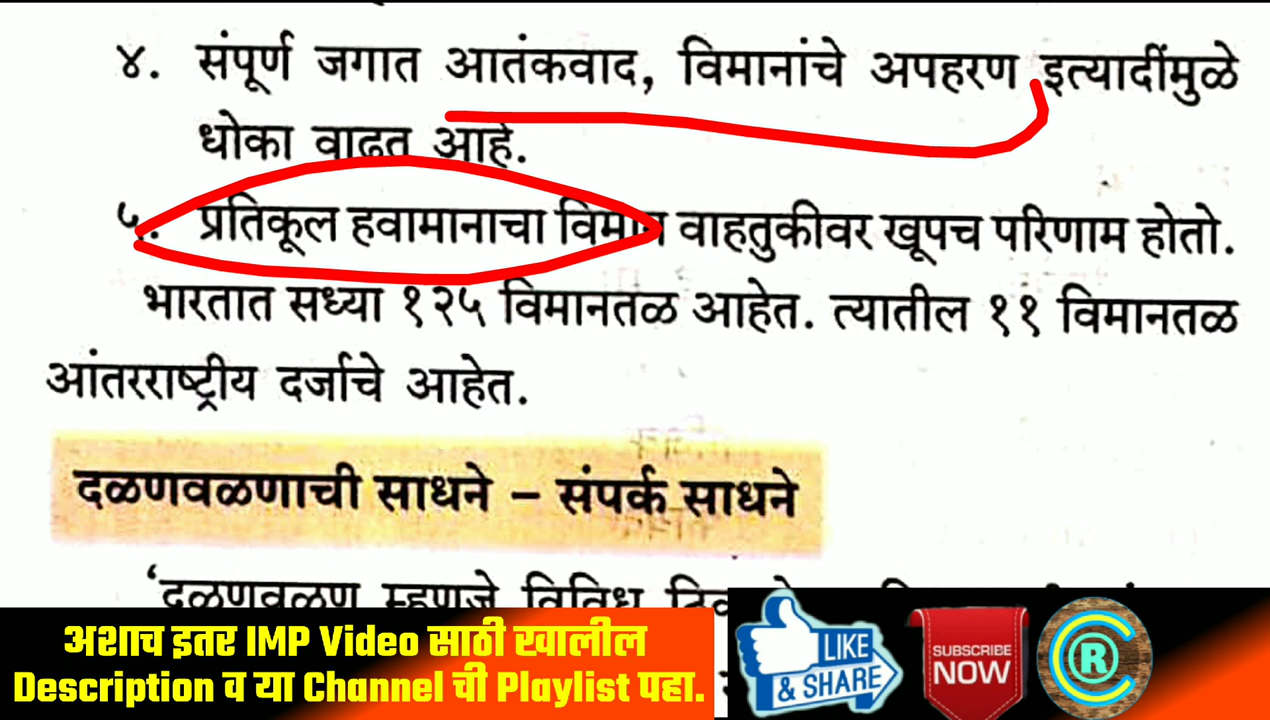 ४. संपूर्ण जगात आतंकवाद, विमानांचे अपहरण इत्यादींमुळे
धोका वाढत आहे.
५. प्रतिकूल हवामानाचा विमान वाहतुकीवर खूपच परिणाम होतो.
भारतात सध्या १२५ विमानतळ आहेत. त्यातील ११ विमानतळ
आंतरराष्ट्रीय दर्जाचे आहेत.
दळणवळणाची साधने – संपर्क साधने
‘दळणवळण म्हणजे विविध
अशाच इतर IMP Video साठी खालील
Description व या Channel ची Playlist पहा.
LIKE
& SHARE
SUBSCRIBE
NOW
R